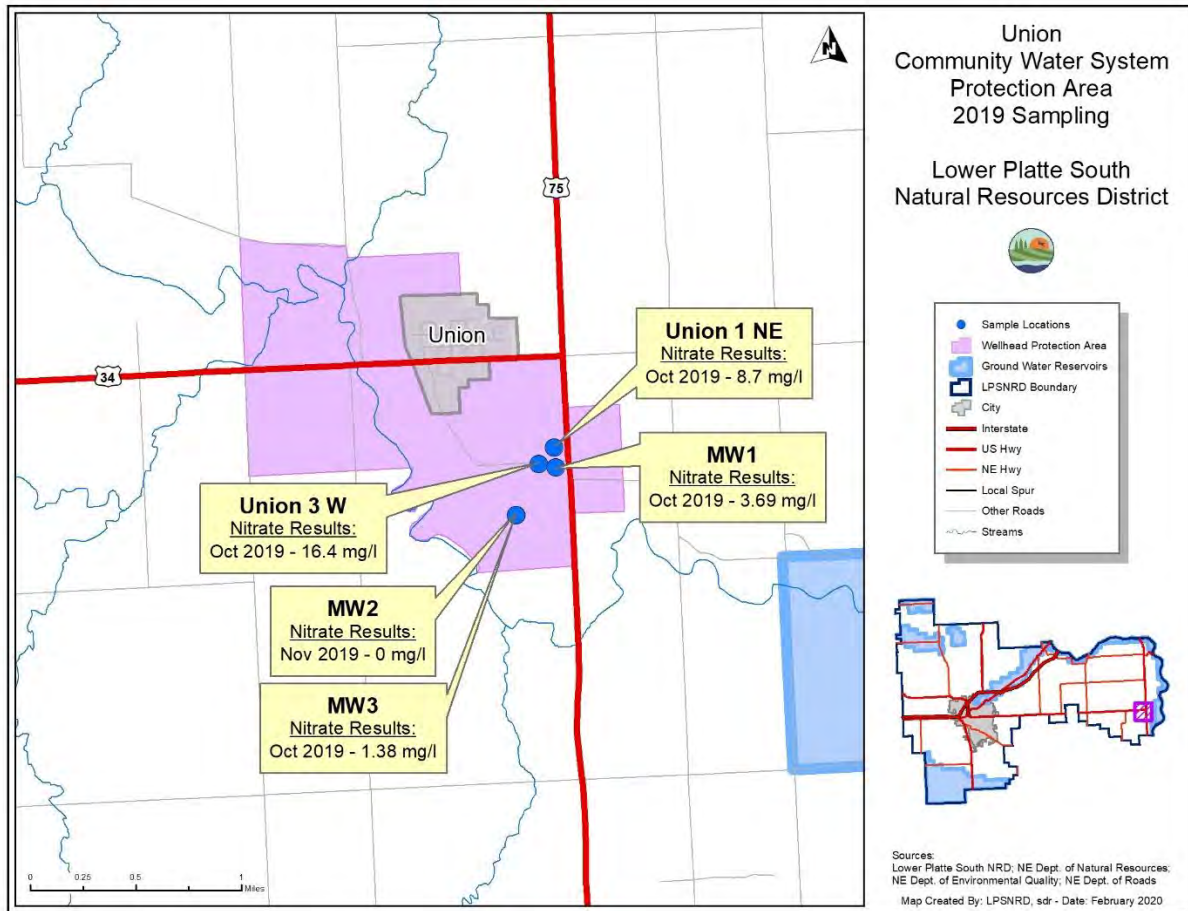 Union
Community Water System
Protection Area
2019 Sampling
Lower Platte South
Natural Resources District
N
75
34
Union
Union 1 NE
Nitrate Results:
Oct 2019 - 8.7 mg/l
MW1
Nitrate Results:
Oct 2019 - 3.69 mg/l
Union 3 W
Nitrate Results:
Oct 2019 - 16.4 mg/l
MW2
Nitrate Results:
Nov 2019 - 0 mg/l
MW3
Nitrate Results:
Oct 2019 - 1.38 mg/l
Sample Locations
Wellhead Protection Area
Ground Water Reservoirs
LPSNRD Boundary
City
Interstate
US Hwy
NE Hwy
Local Spur
Other Roads
Streams
0 0.25 0.5 1
Miles
Sources:
Lower Platte South NRD; NE Dept. of Natural Resources;
NE Dept. of Environmental Quality; NE Dept. of Roads
Map Created By: LPSNRD, sdr - Date: February 2020